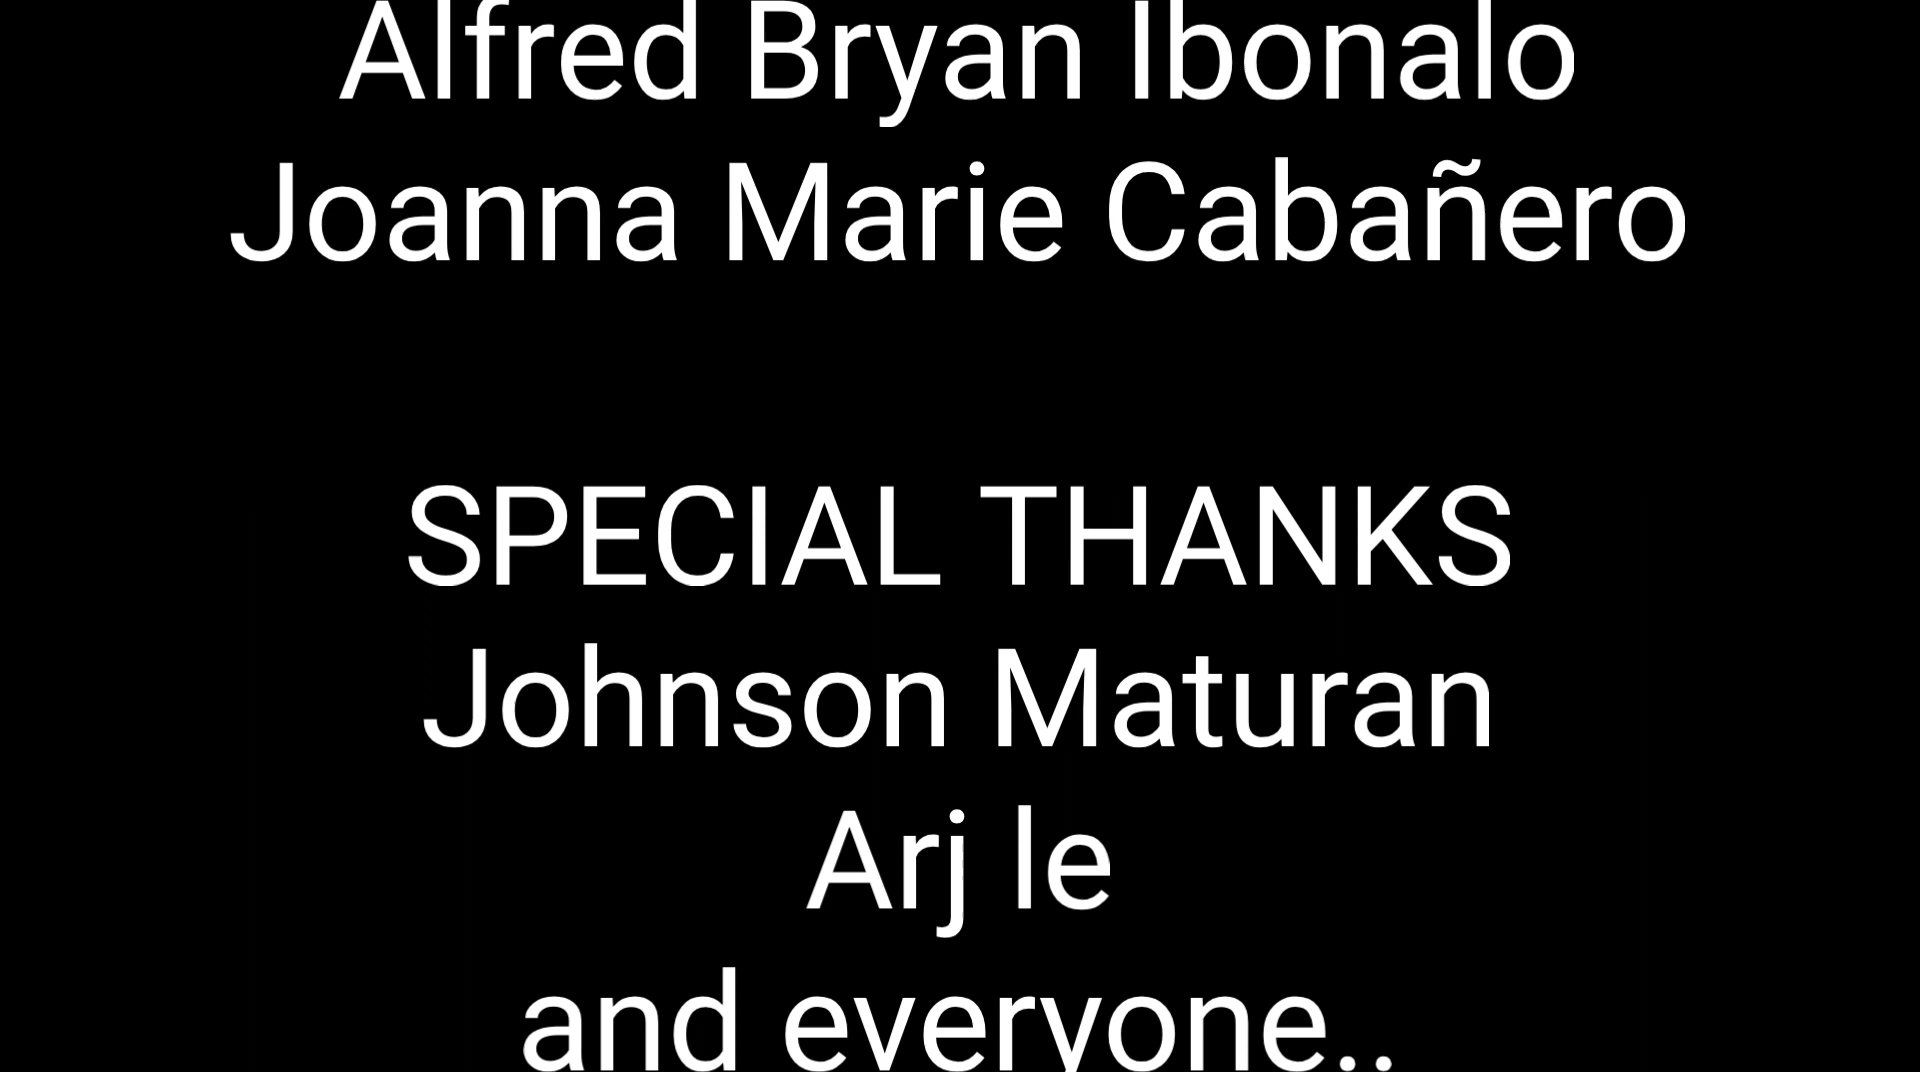 Alfred Bryan Ibonalo
Joanna Marie Cabañero
SPECIAL THANKS
Johnson Maturan
Arj le
and everyone..